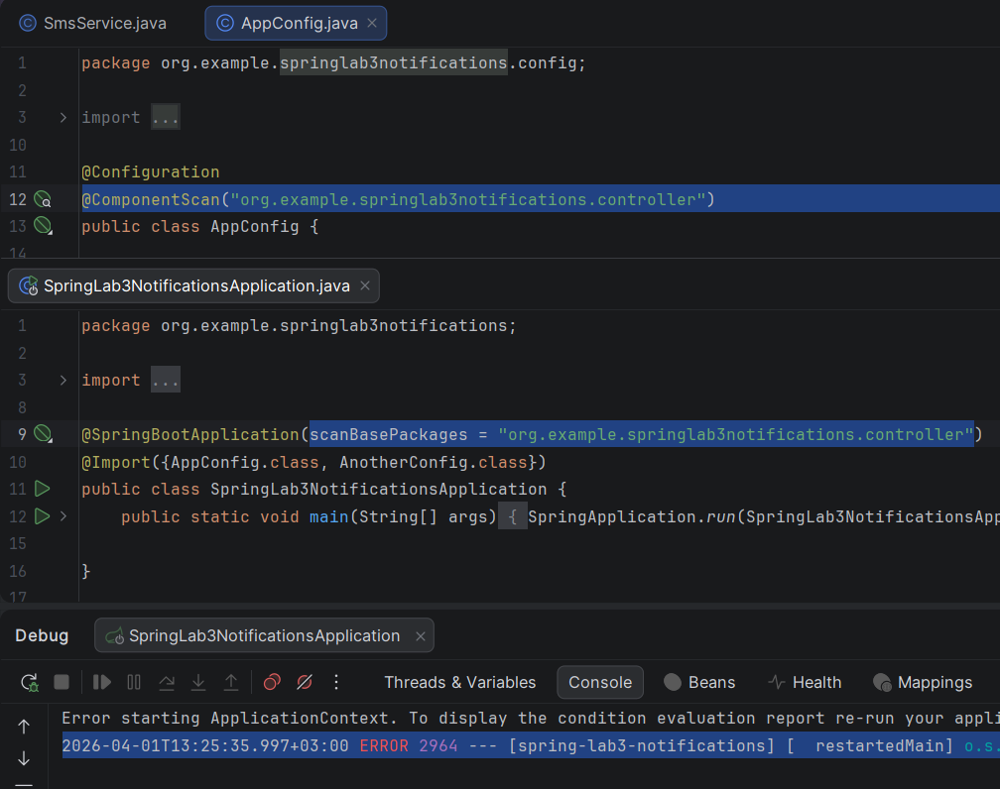 SmsService.java AppConfig.java
1 package org.example.springlab3notifications.config;
2
3 import ...
10
11 @Configuration
12 @ComponentScan("org.example.springlab3notifications.controller")
13 public class AppConfig {
14
SpringLab3NotificationsApplication.java
1 package org.example.springlab3notifications;
2
3 import ...
8
9 @SpringBootApplication(scanBasePackages = "org.example.springlab3notifications.controller")
10 @Import({AppConfig.class, AnotherConfig.class})
11 public class SpringLab3NotificationsApplication {
12 public static void main(String[] args) { SpringApplication.run(SpringLab3NotificationsApp
15
16 }
17
Debug SpringLab3NotificationsApplication
Threads & Variables Console Beans Health Mappings
Error starting ApplicationContext. To display the condition evaluation report re-run your appli
2026-04-01T13:25:35.997+03:00 ERROR 2964 --- [spring-lab3-notifications] [  restartedMain] o.s.